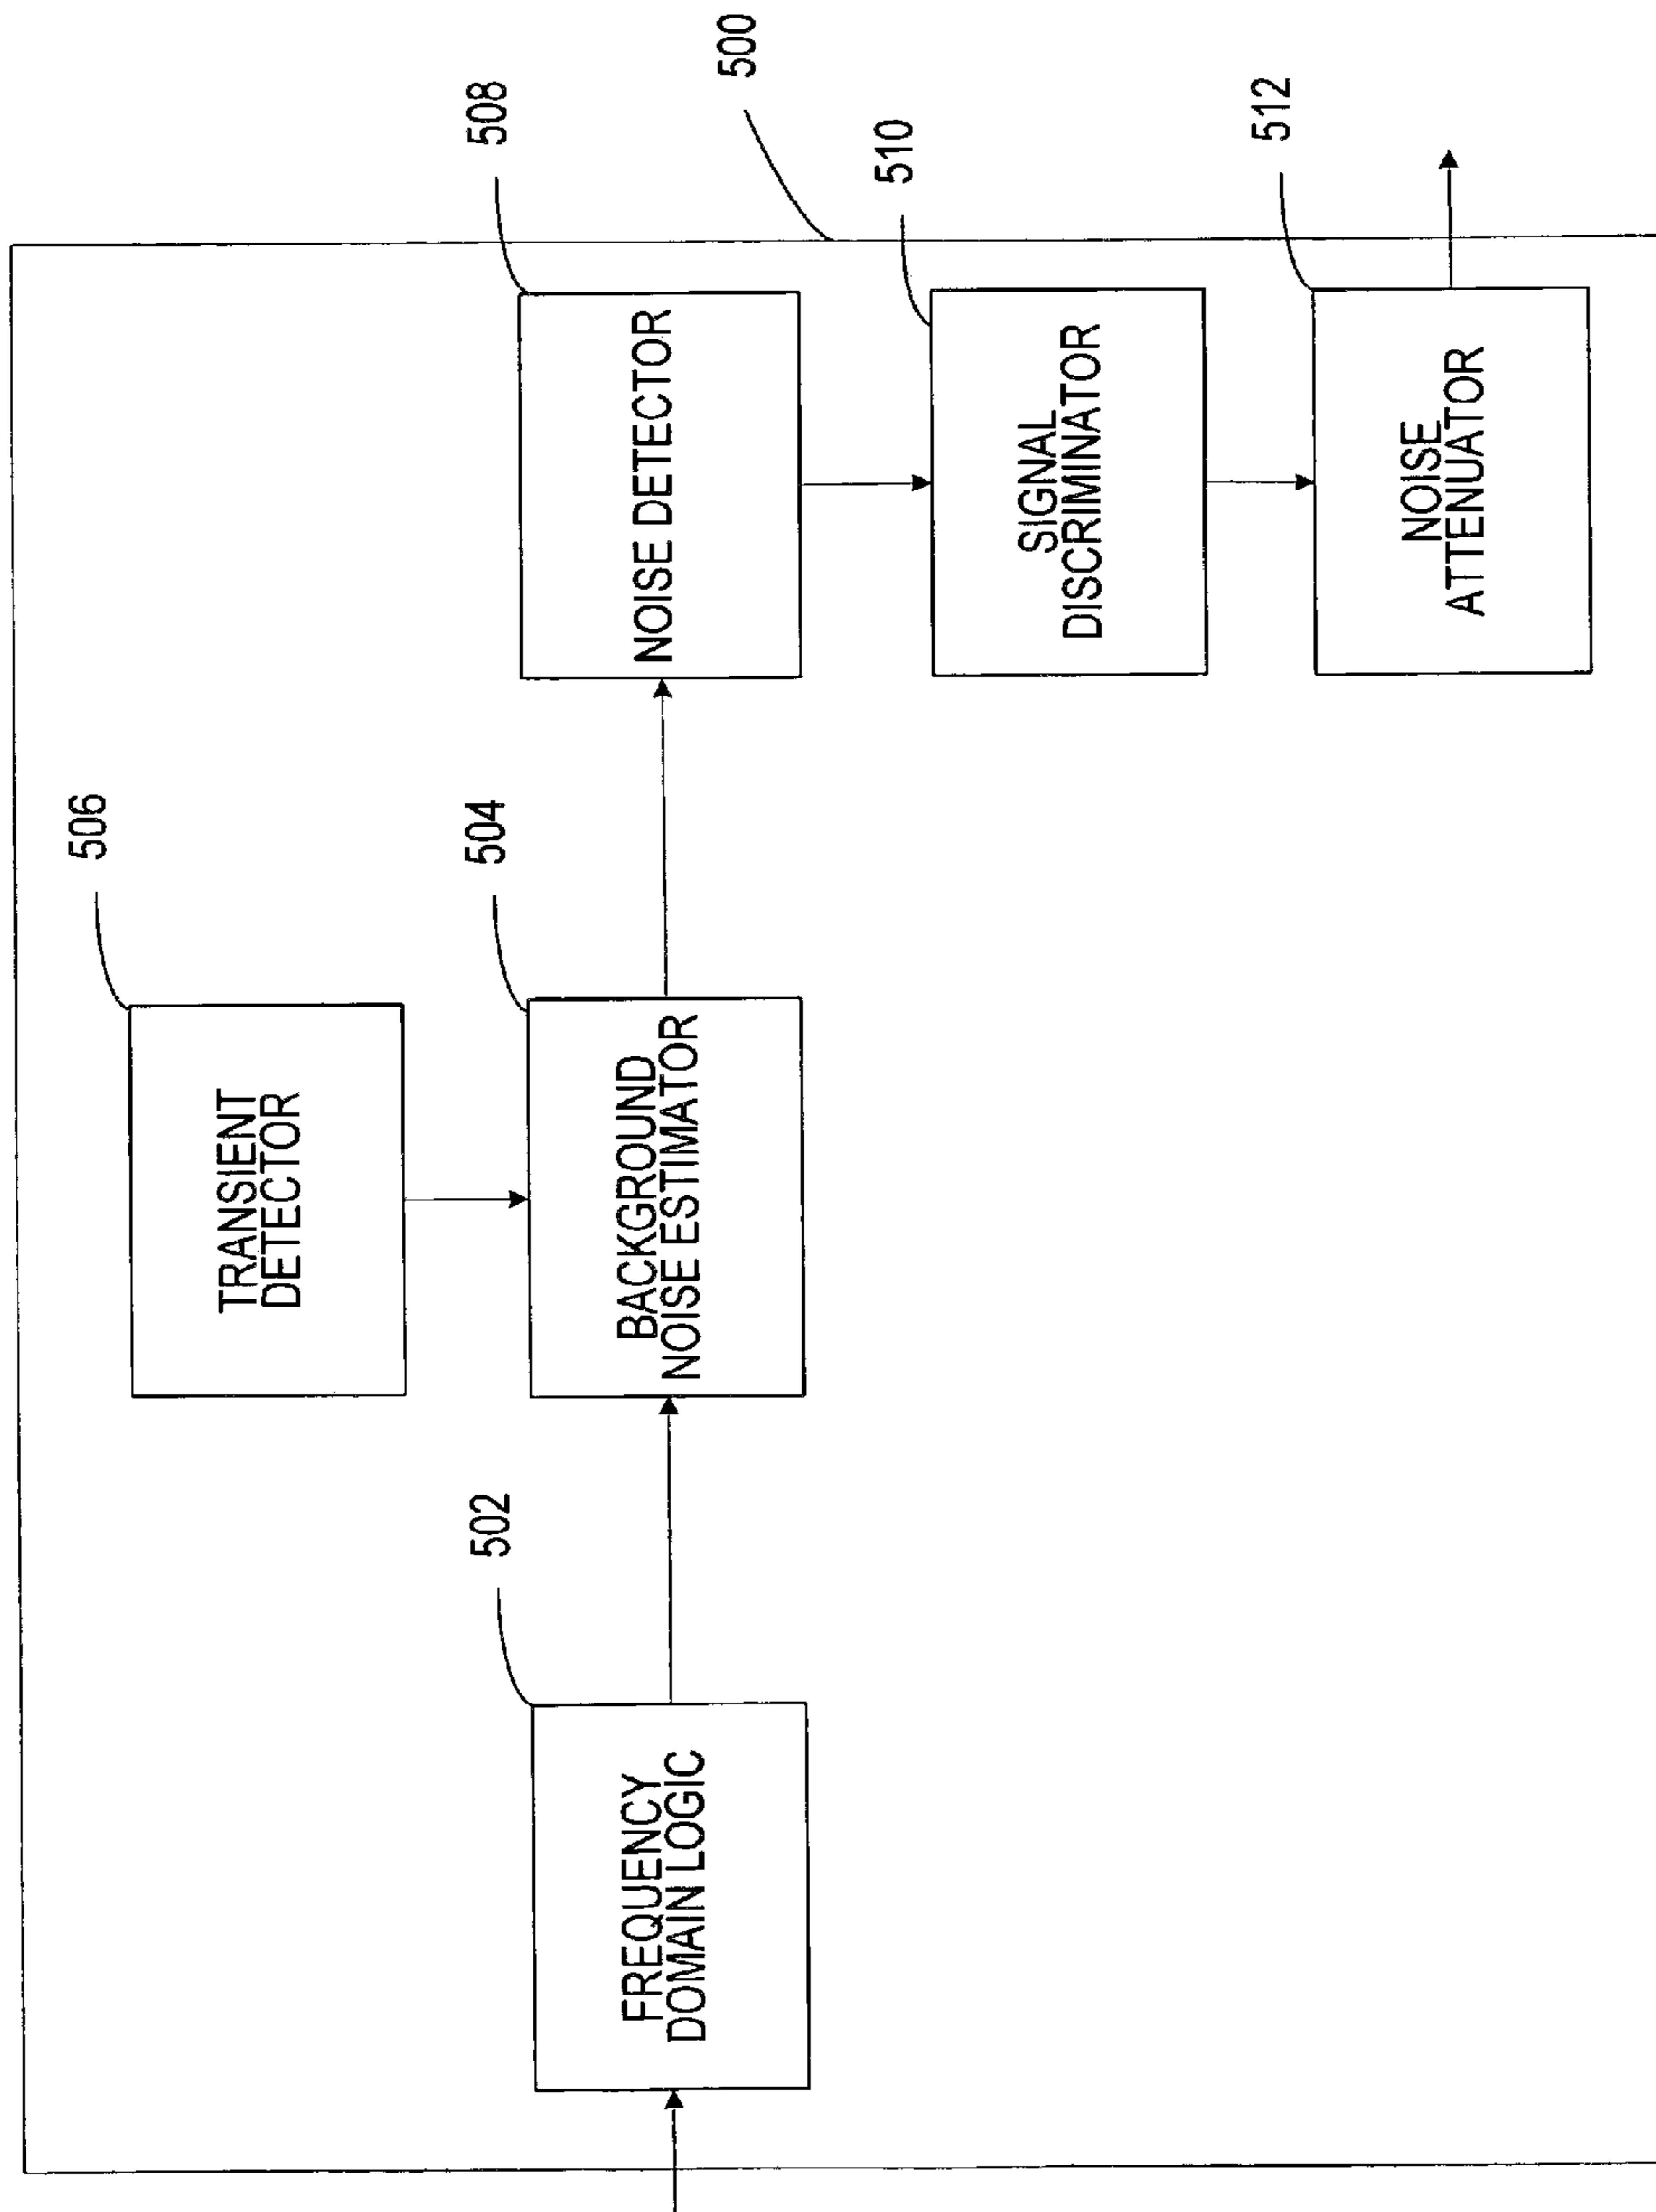 500
506
TRANSIENT
DETECTOR
502
FREQUENCY
DOMAIN LOGIC
504
BACKGROUND
NOISE ESTIMATOR
508
NOISE DETECTOR
510
SIGNAL
DISCRIMINATOR
512
NOISE
ATTENUATOR